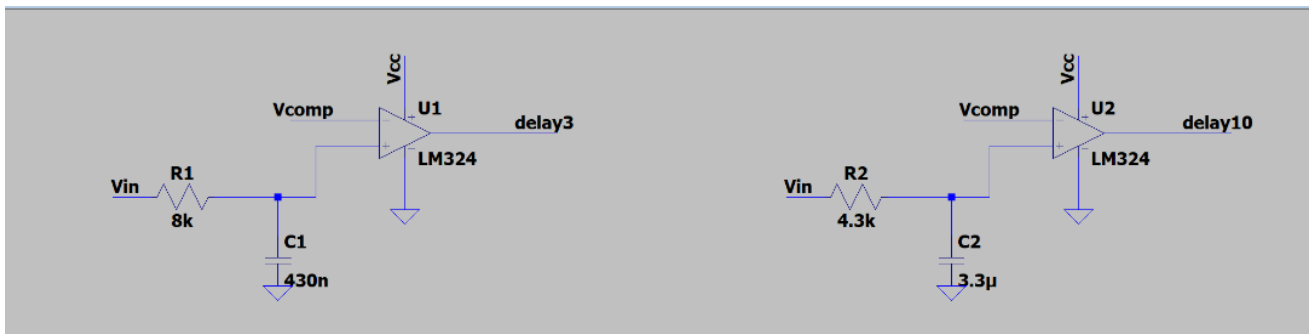 Vcc
Vcomp
U1
delay3
LM324
Vin
R1
8k
C1
430n
Vcc
Vcomp
U2
delay10
LM324
Vin
R2
4.3k
C2
3.3µ